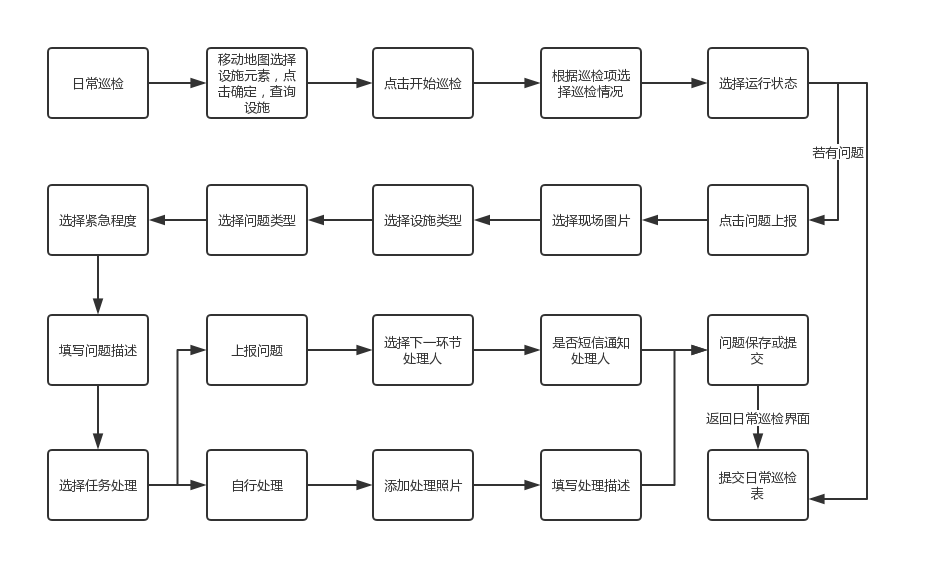 日常巡检
移动地图选择
设施元素，点
击确定，查询
设施
点击开始巡检
根据巡检项选
择巡检情况
选择运行状态
若有问题
选择紧急程度
选择问题类型
选择设施类型
选择现场图片
点击问题上报
填写问题描述
上报问题
选择下一环节
处理人
是否短信通知
处理人
问题保存或提
交
返回日常巡检界面
选择任务处理
自行处理
添加处理照片
填写处理描述
提交日常巡检
表